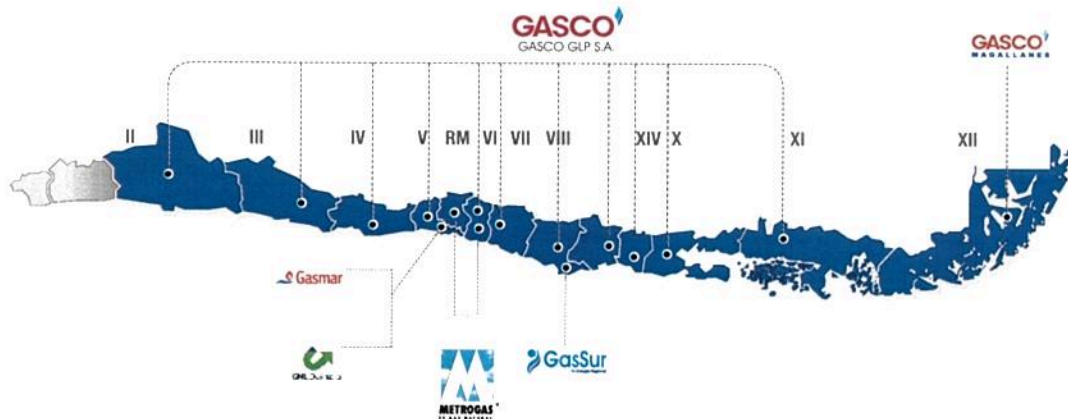 GASCO
GASCO GLP S.A.
GASCO
MAGALLANES
II III IV V RM VI VII VIII XIV X XI XII
Gasmar
GasSur
METROGAS